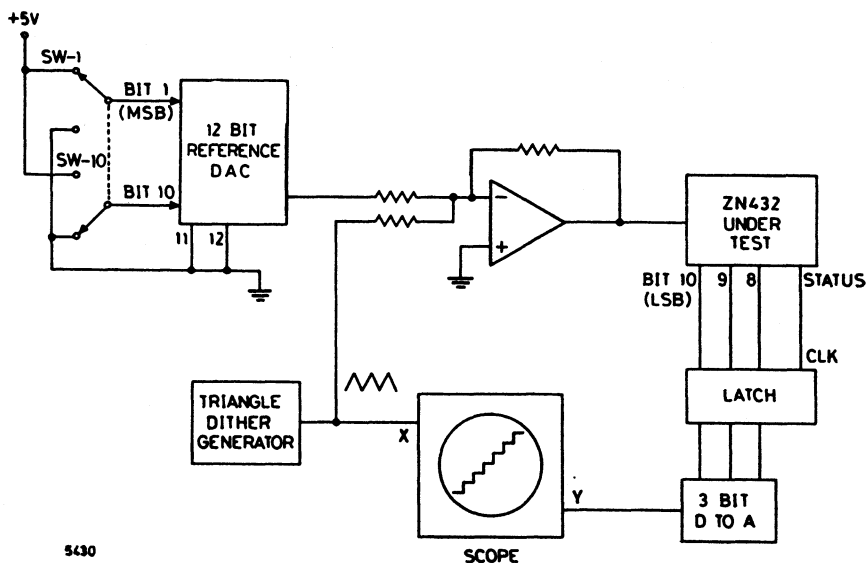 +5V
SW-1
BIT 1
(MSB)
12 BIT
REFERENCE
DAC
SW-10
BIT 10
11
12
-
+
ZN432
UNDER
TEST
BIT 10
(LSB)
9
8
STATUS
CLK
LATCH
TRIANGLE
DITHER
GENERATOR
X
Y
3 BIT
D TO A
SCOPE
5430